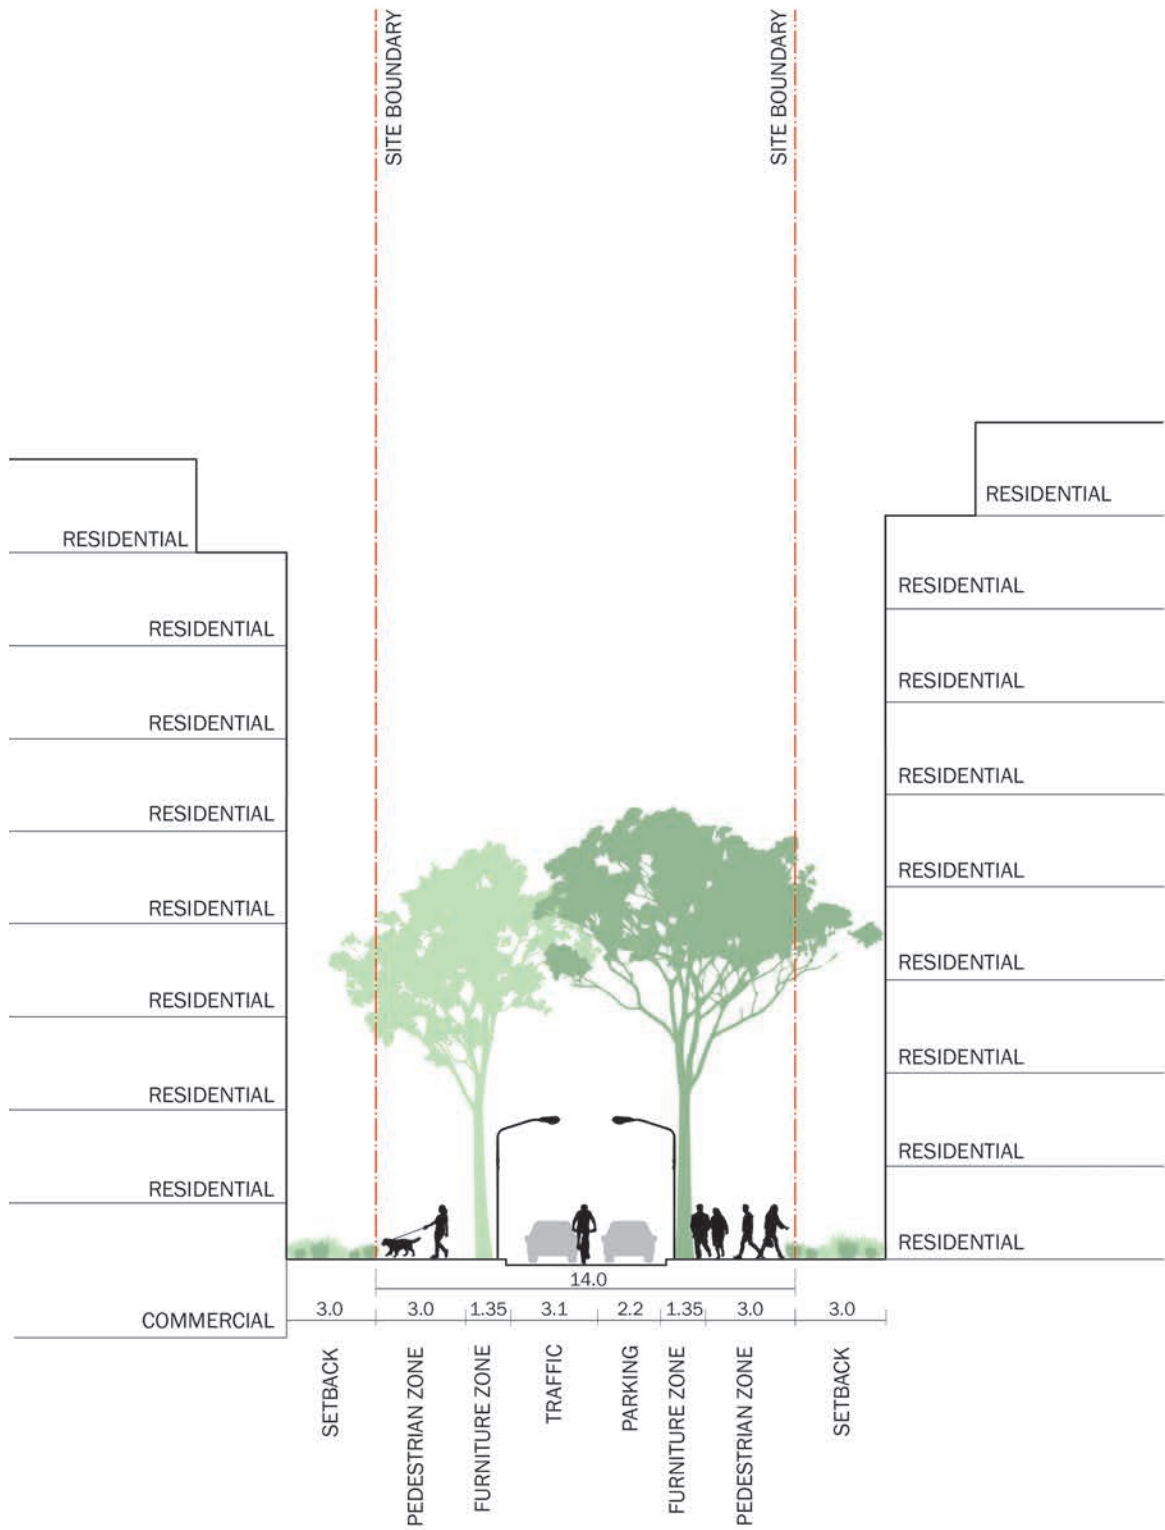 SITE BOUNDARY
SITE BOUNDARY
RESIDENTIAL
RESIDENTIAL
RESIDENTIAL
RESIDENTIAL
RESIDENTIAL
RESIDENTIAL
RESIDENTIAL
RESIDENTIAL
COMMERCIAL
RESIDENTIAL
RESIDENTIAL
RESIDENTIAL
RESIDENTIAL
RESIDENTIAL
RESIDENTIAL
RESIDENTIAL
RESIDENTIAL
RESIDENTIAL
14.0
3.0 3.0 1.35 3.1 2.2 1.35 3.0 3.0
SETBACK
PEDESTRIAN ZONE
FURNITURE ZONE
TRAFFIC
PARKING
FURNITURE ZONE
PEDESTRIAN ZONE
SETBACK